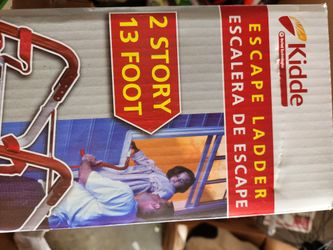 Kidde
ESCAPE LADDER
ESCALERA DE ESCAPE
2 STORY
13 FOOT